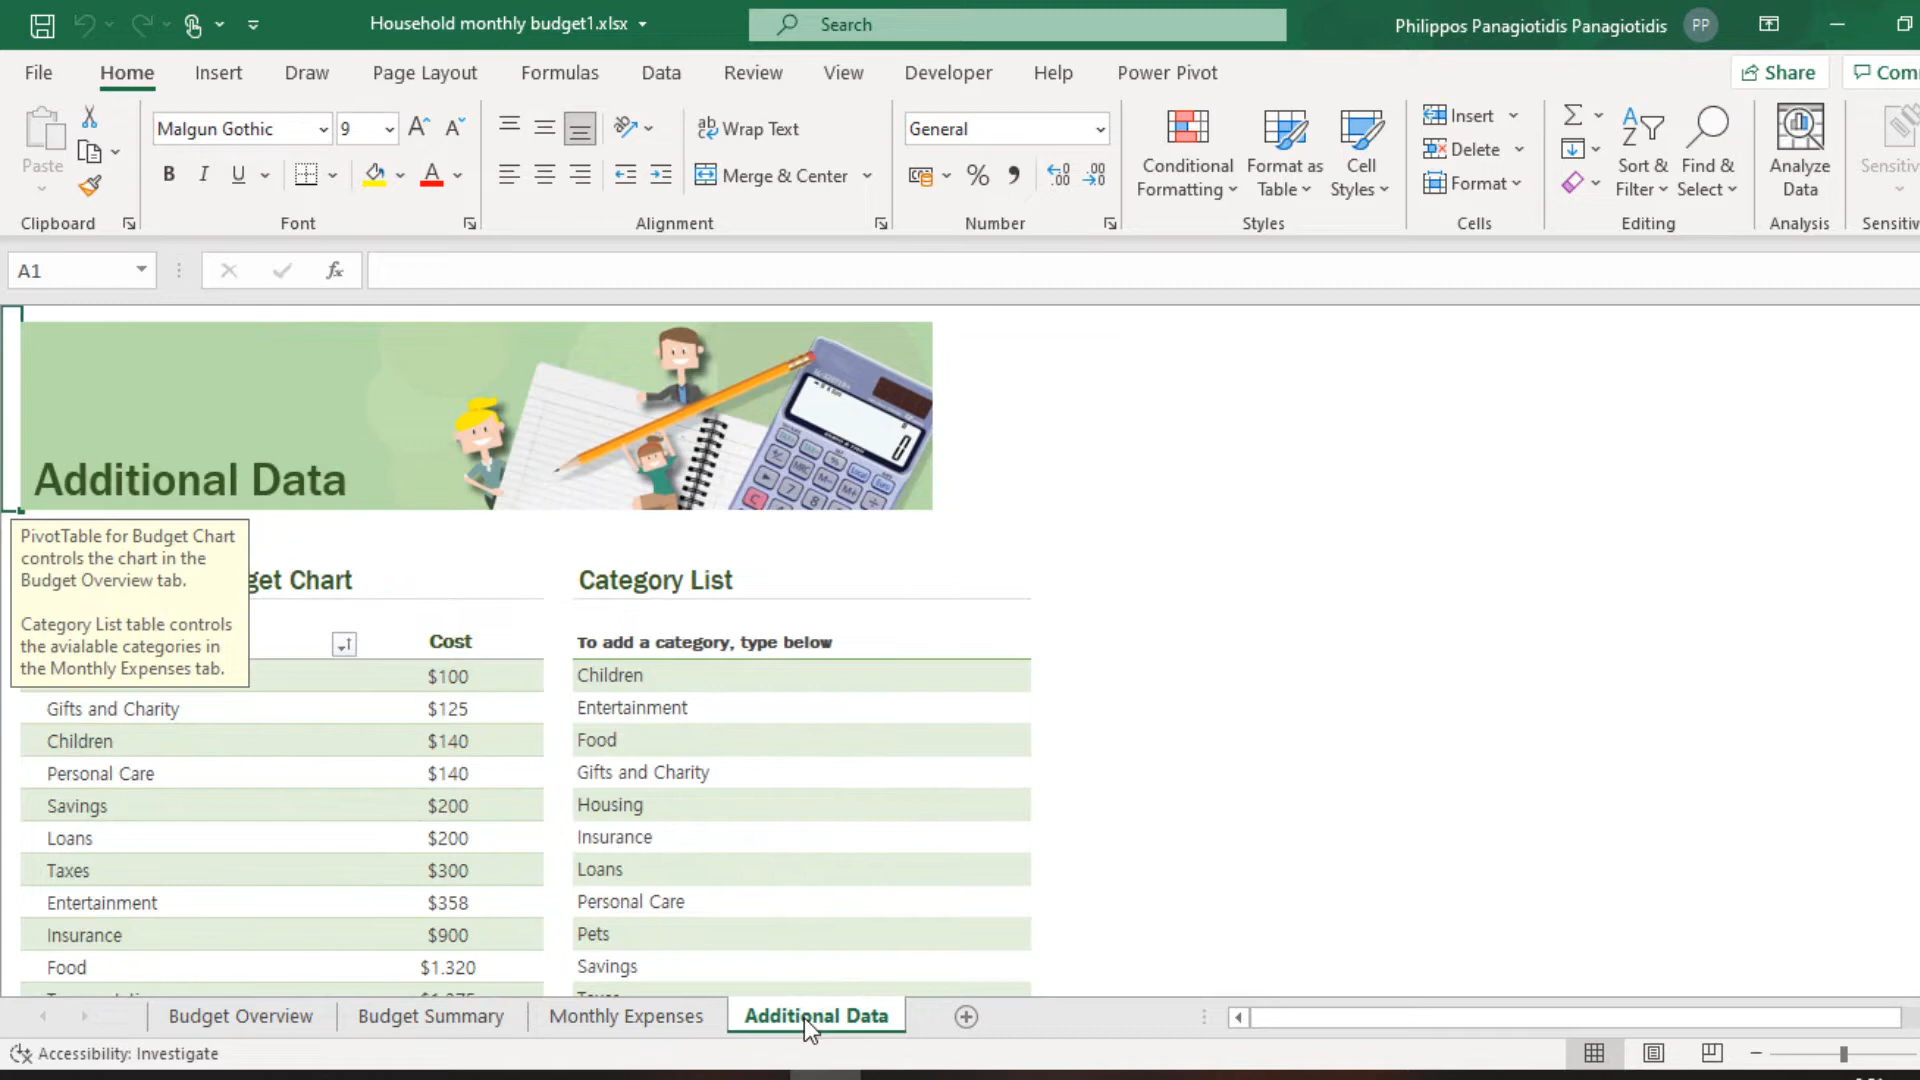 Household monthly budget1.xlsx
Search
Philippos Panagiotidis Panagiotidis PP
File Home Insert Draw Page Layout Formulas Data Review View Developer Help Power Pivot Share Com
Paste
Malgun Gothic 9
Wrap Text
General
Conditional Formatting
Format as Table
Cell Styles
Insert
Delete
Format
Sort & Filter
Find & Select
Analyze Data
Sensitiv
B I U
Merge & Center
Clipboard Font Alignment Number Styles Cells Editing Analysis Sensitiv
A1 fx
Additional Data
PivotTable for Budget Chart
controls the chart in the
Budget Overview tab.
Category List table controls
the avialable categories in
the Monthly Expenses tab.
get Chart
Cost
$100
Gifts and Charity $125
Children $140
Personal Care $140
Savings $200
Loans $200
Taxes $300
Entertainment $358
Insurance $900
Food $1.320
Category List
To add a category, type below
Children
Entertainment
Food
Gifts and Charity
Housing
Insurance
Loans
Personal Care
Pets
Savings
Taxes
Budget Overview Budget Summary Monthly Expenses Additional Data
Accessibility: Investigate